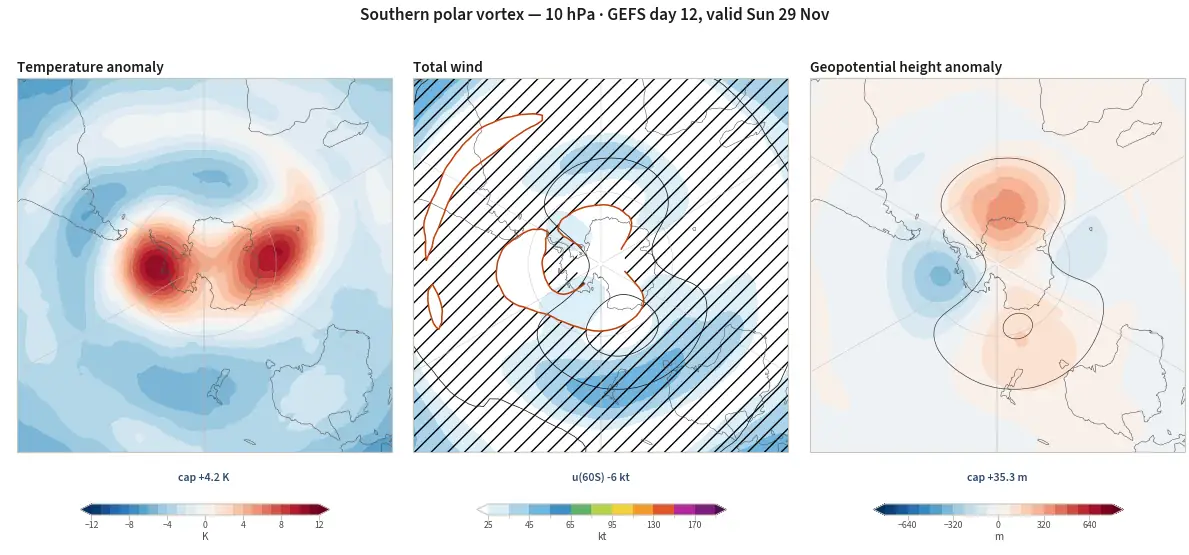 Southern polar vortex — 10 hPa · GEFS day 12, valid Sun 29 Nov
Temperature anomaly
Total wind
Geopotential height anomaly
cap +4.2 K
u(60S) -6 kt
cap +35.3 m
−12 −8 −4 0 4 8 12
K
25 45 65 95 130 170
kt
−640 −320 0 320 640
m